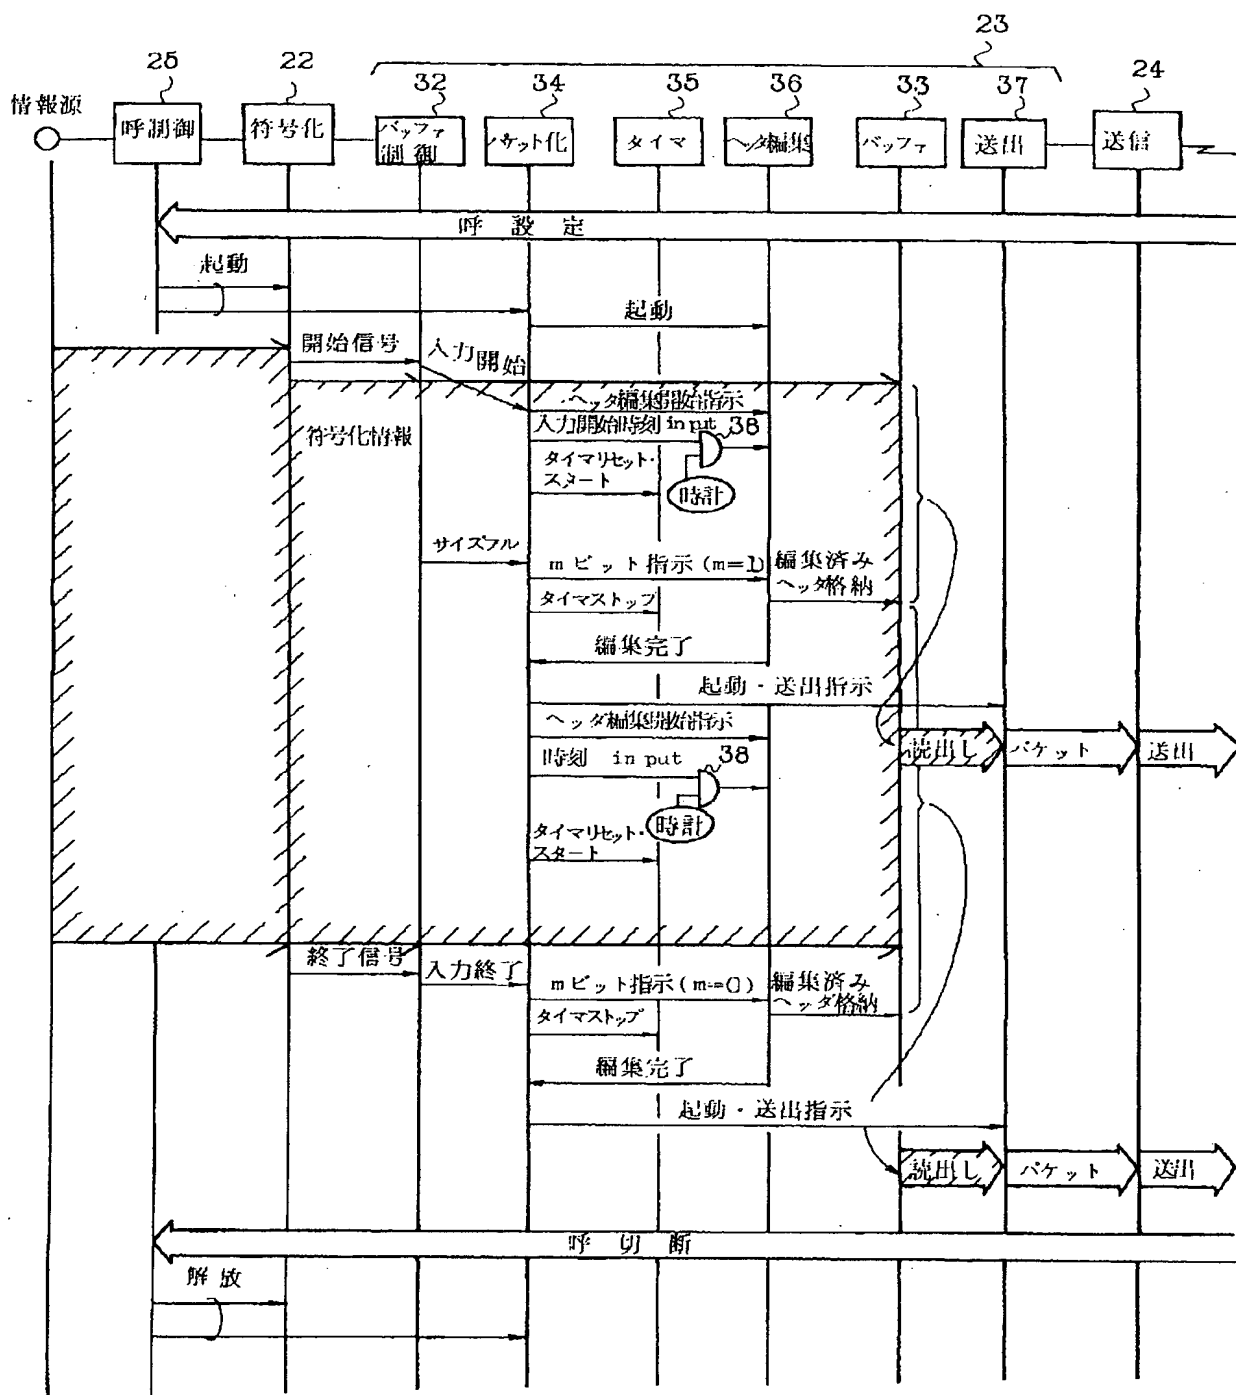 23
25
22
32
34
35
36
33
37
24
情報源
呼制御
符号化
バッファ
制御
パケット化
タイマ
ヘッダ編集
バッファ
送出
送信
呼設定
起動
起動
開始信号
入力開始
ヘッダ編集開始指示
符号化情報
入力開始時刻 input
38
タイマリセット・
スタート
時計
サイズフル
mビット指示 (m=1)
編集済み
ヘッダ格納
タイマストップ
編集完了
起動・送出指示
ヘッダ編集開始指示
読出し
パケット
送出
時刻 input
38
時計
タイマリセット・
スタート
終了信号
入力終了
mビット指示 (m=0)
編集済み
ヘッダ格納
タイマストップ
編集完了
起動・送出指示
読出し
パケット
送出
呼切断
解放